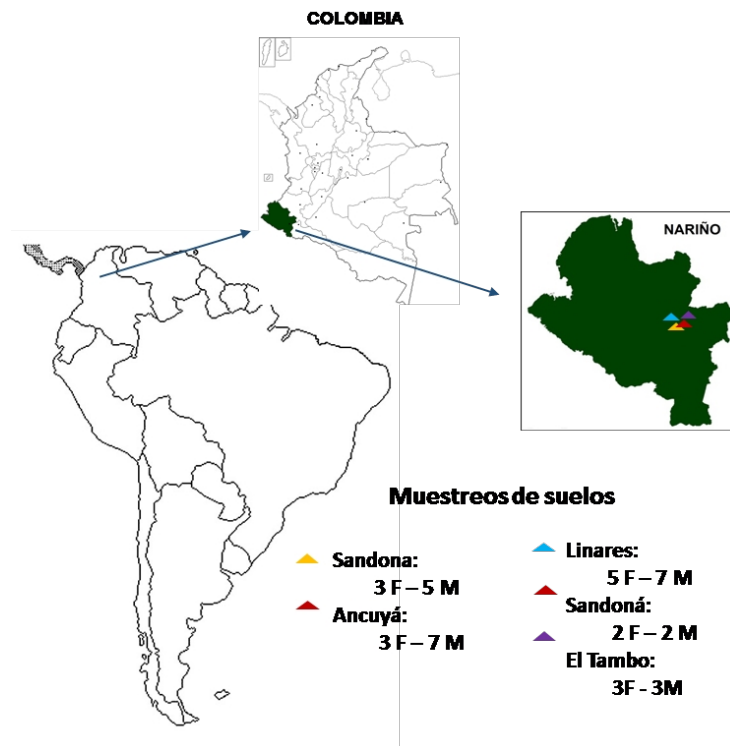 COLOMBIA
NARIÑO
Muestreos de suelos
Sandona:
3 F – 5 M
Ancuyá:
3 F – 7 M
Linares:
5 F – 7 M
Sandoná:
2 F – 2 M
El Tambo:
3F - 3M